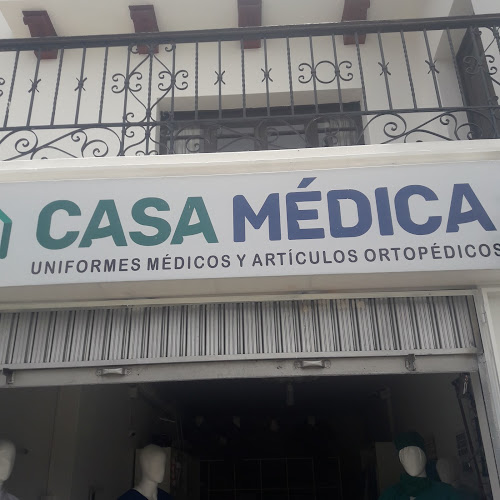 CASA MÉDICA
UNIFORMES MÉDICOS Y ARTÍCULOS ORTOPÉDICOS